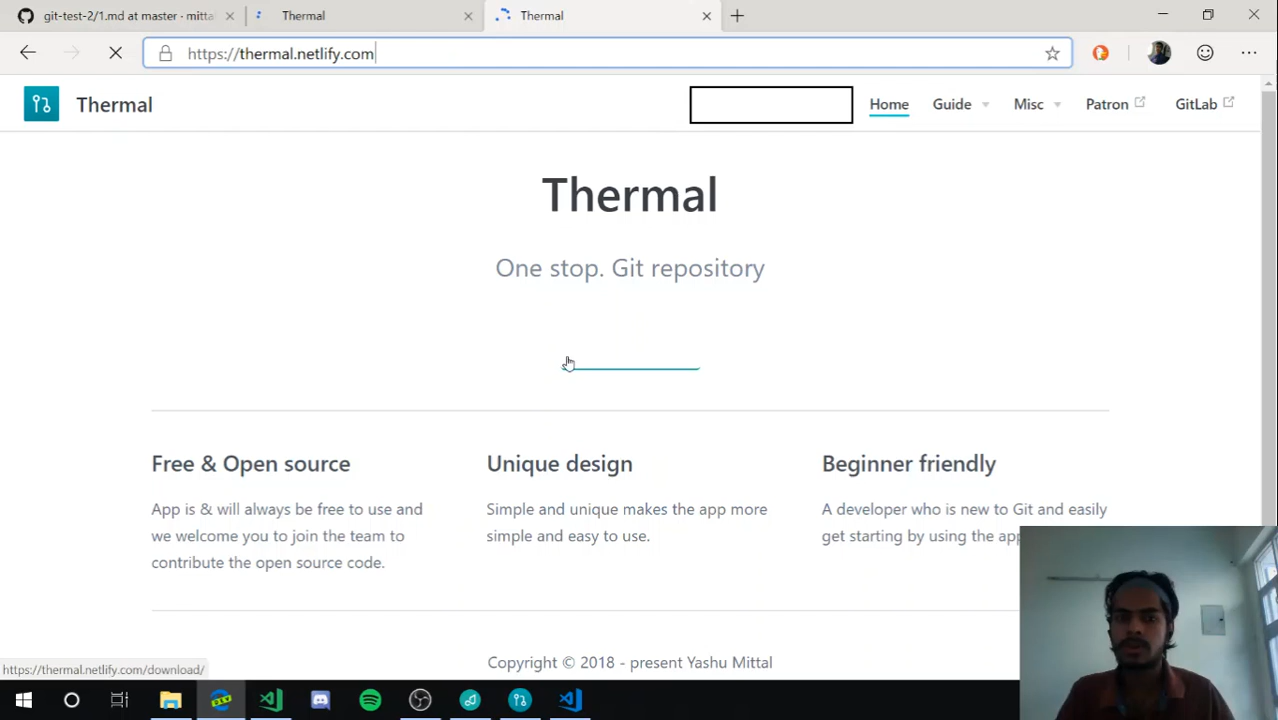 git-test-2/1.md at master · mitta
Thermal
Thermal
https://thermal.netlify.com
Thermal
Home
Guide
Misc
Patron
GitLab
Thermal
One stop. Git repository
Free & Open source
App is & will always be free to use and
we welcome you to join the team to
contribute the open source code.
Unique design
Simple and unique makes the app more
simple and easy to use.
Beginner friendly
A developer who is new to Git and easily
get starting by using the app
Copyright © 2018 - present Yashu Mittal
https://thermal.netlify.com/download/